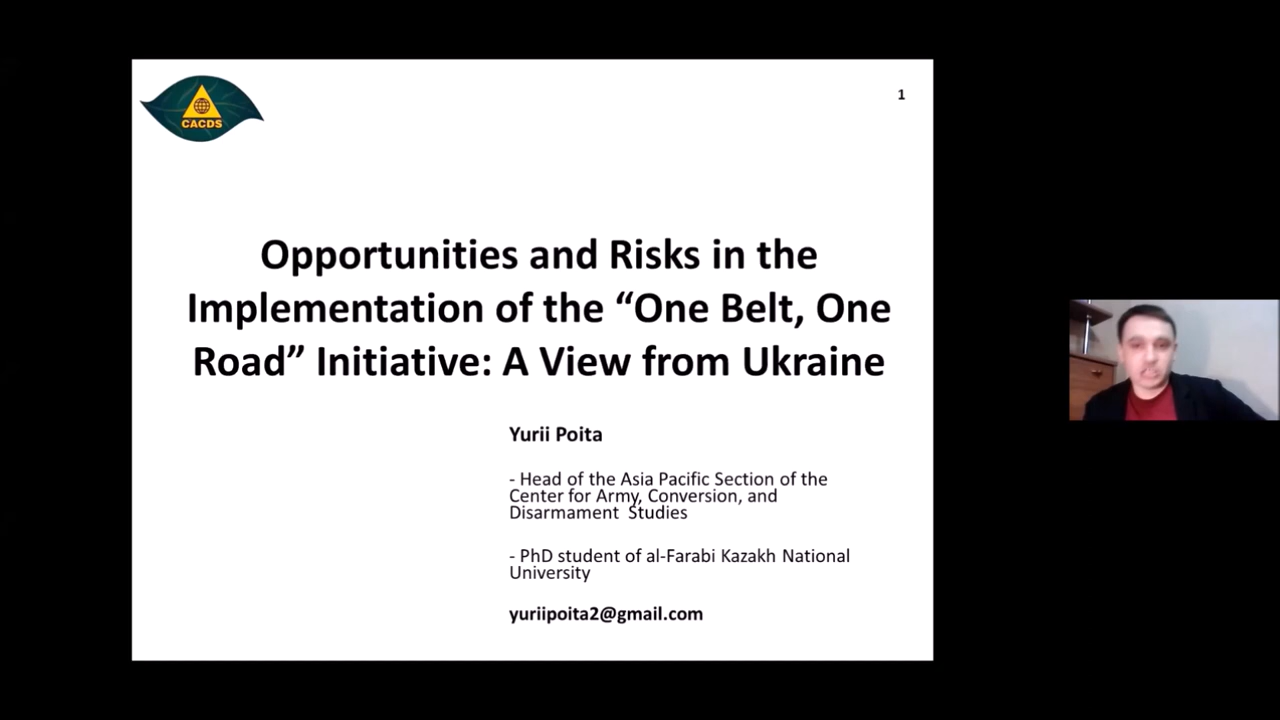 CACDS
1
Opportunities and Risks in the
Implementation of the “One Belt, One
Road” Initiative: A View from Ukraine
Yurii Poita
- Head of the Asia Pacific Section of the
Center for Army, Conversion, and
Disarmament  Studies
- PhD student of al-Farabi Kazakh National
University
yuriipoita2@gmail.com